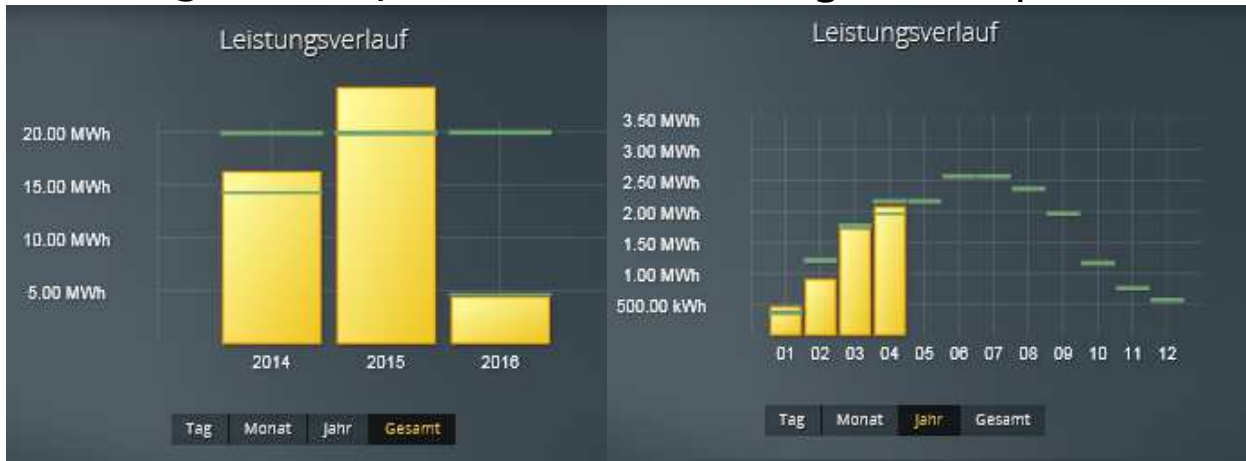 Leistungsverlauf
20.00 MWh
15.00 MWh
10.00 MWh
5.00 MWh
2014 2015 2016
Tag Monat Jahr Gesamt
Leistungsverlauf
3.50 MWh
3.00 MWh
2.50 MWh
2.00 MWh
1.50 MWh
1.00 MWh
500.00 kWh
01 02 03 04 05 06 07 08 09 10 11 12
Tag Monat Jahr Gesamt